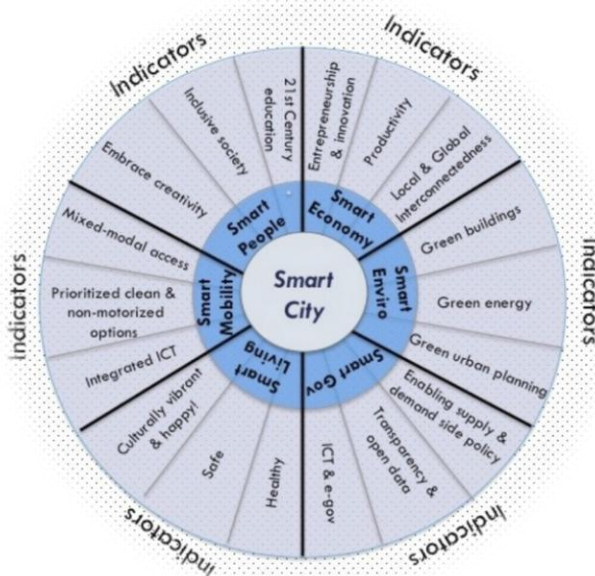 Smart
City
Smart
Economy
Entrepreneurship
& innovation
Productivity
Local & Global
Interconnectedness
Indicators
Smart
Enviro
Green buildings
Green energy
Green urban planning
Indicators
Smart Gov
Enabling supply &
demand side policy
Transparency &
open data
ICT & e-gov
Indicators
Smart
Living
Healthy
Safe
Culturally vibrant
& happy!
Indicators
Smart
Mobility
Integrated ICT
Prioritized clean &
non-motorized
options
Mixed-modal access
Indicators
Smart
People
Embrace creativity
Inclusive society
21st Century
education
Indicators